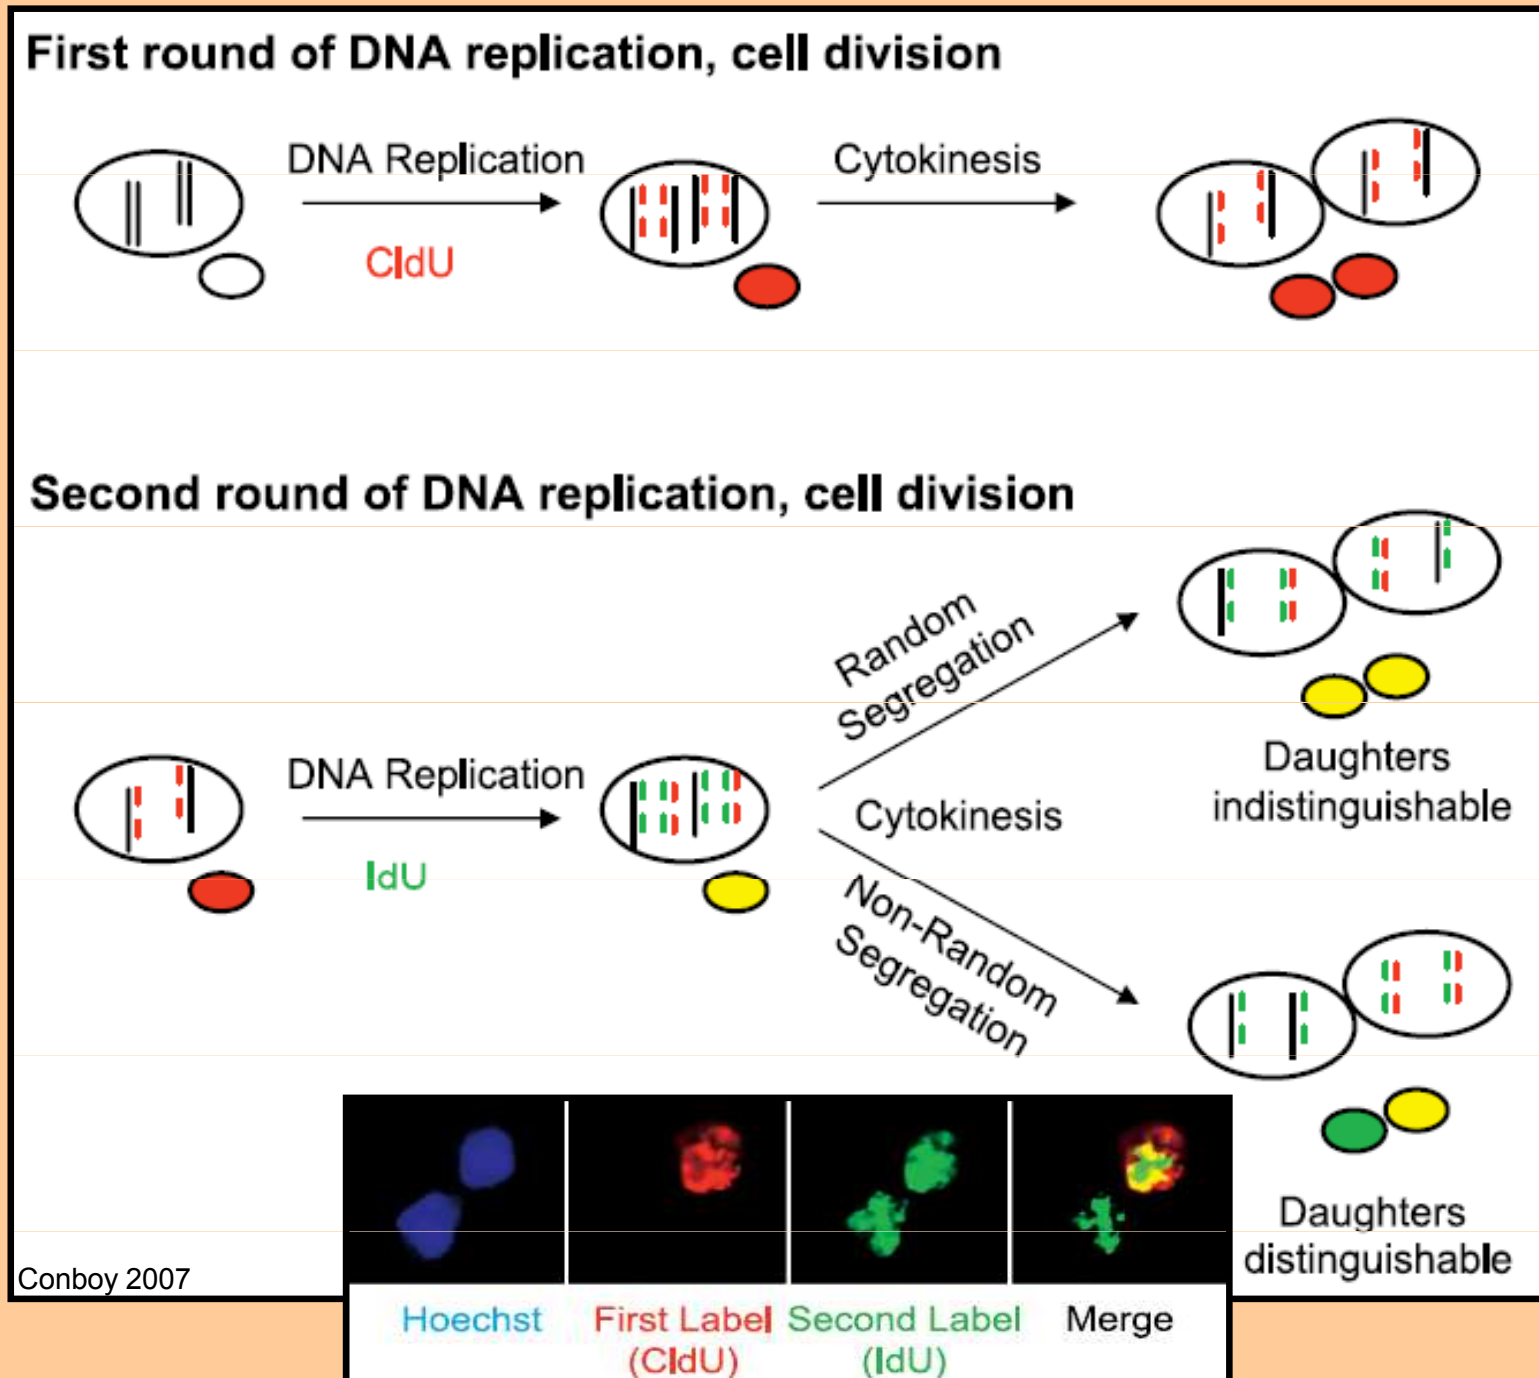 First round of DNA replication, cell division
DNA Replication
CldU
Cytokinesis
Second round of DNA replication, cell division
DNA Replication
IdU
Random
Segregation
Cytokinesis
Non-Random
Segregation
Daughters
indistinguishable
Daughters
distinguishable
Conboy 2007
Hoechst
First Label
(CldU)
Second Label
(IdU)
Merge